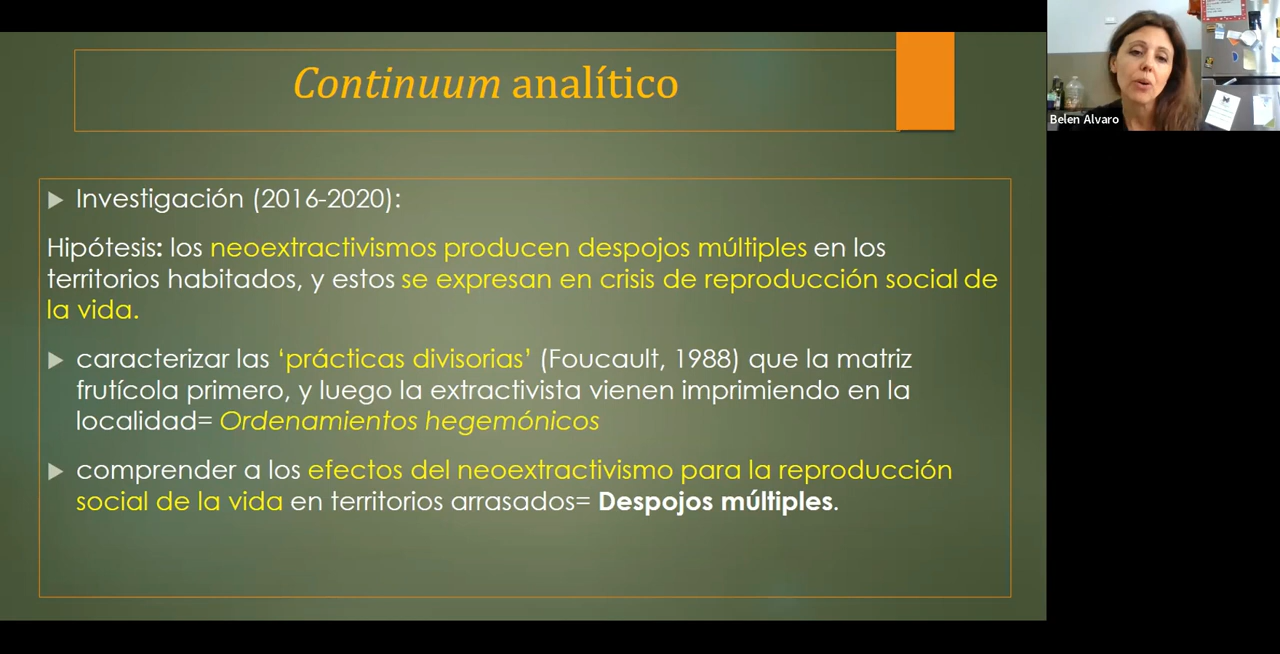 Continuum analítico
Belen Alvaro
Investigación (2016-2020):
Hipótesis: los neoextractivismos producen despojos múltiples en los
territorios habitados, y estos se expresan en crisis de reproducción social de
la vida.
caracterizar las ‘prácticas divisorias’ (Foucault, 1988) que la matriz
frutícola primero, y luego la extractivista vienen imprimiendo en la
localidad= Ordenamientos hegemónicos
comprender a los efectos del neoextractivismo para la reproducción
social de la vida en territorios arrasados= Despojos múltiples.